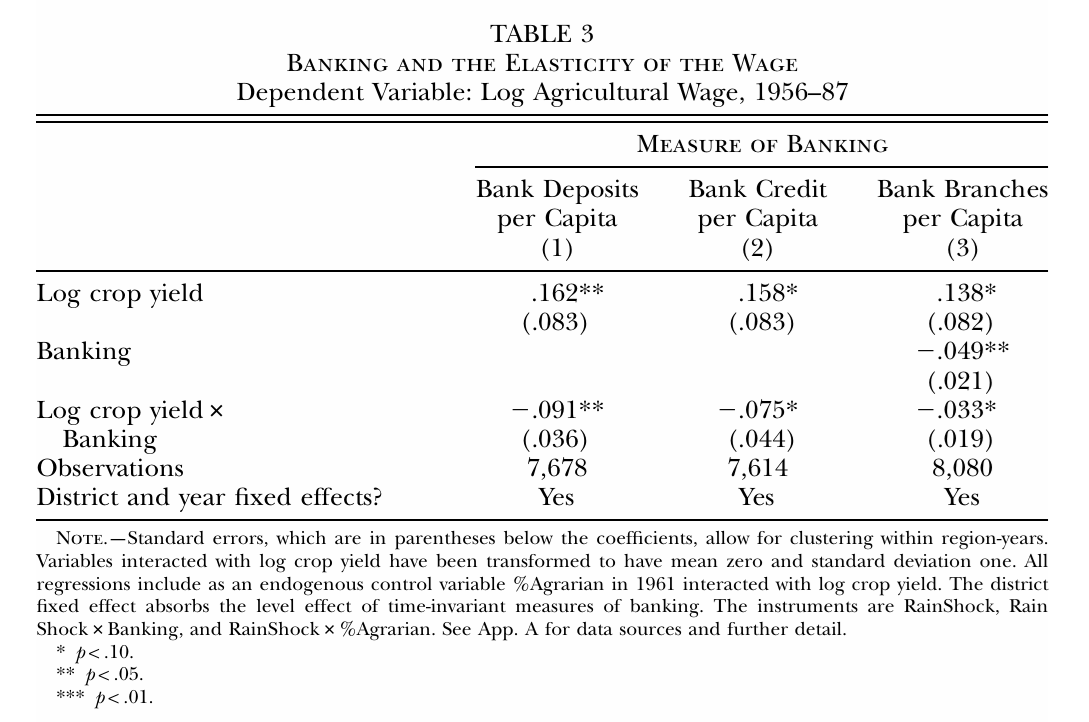 TABLE 3
Banking and the Elasticity of the Wage
Dependent Variable: Log Agricultural Wage, 1956–87
Measure of Banking
Bank Deposits per Capita (1) Bank Credit per Capita (2) Bank Branches per Capita (3)
Log crop yield .162** .158* .138*
(.083) (.083) (.082)
Banking −.049**
(.021)
Log crop yield × −.091** −.075* −.033*
Banking (.036) (.044) (.019)
Observations 7,678 7,614 8,080
District and year fixed effects? Yes Yes Yes
Note.—Standard errors, which are in parentheses below the coefficients, allow for clustering within region-years.
Variables interacted with log crop yield have been transformed to have mean zero and standard deviation one. All
regressions include as an endogenous control variable %Agrarian in 1961 interacted with log crop yield. The district
fixed effect absorbs the level effect of time-invariant measures of banking. The instruments are RainShock, Rain
Shock × Banking, and RainShock × %Agrarian. See App. A for data sources and further detail.
* p < .10.
** p < .05.
*** p < .01.